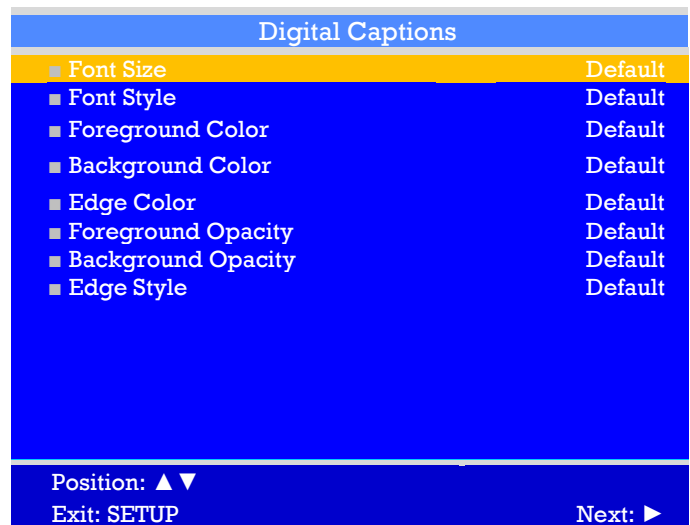 Digital Captions
■ Font Size Default
■ Font Style Default
■ Foreground Color Default
■ Background Color Default
■ Edge Color Default
■ Foreground Opacity Default
■ Background Opacity Default
■ Edge Style Default
Position: ▲▼
Exit: SETUP Next: ►